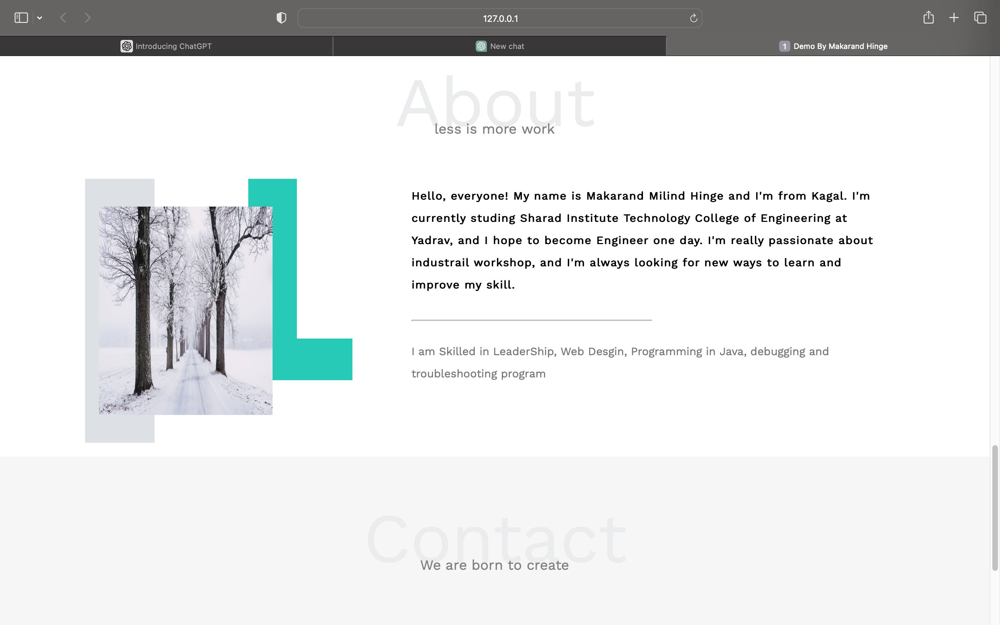 127.0.0.1
Introducing ChatGPT
New chat
1 Demo By Makarand Hinge
About
less is more work
Hello, everyone! My name is Makarand Milind Hinge and I'm from Kagal. I'm
currently studing Sharad Institute Technology College of Engineering at
Yadrav, and I hope to become Engineer one day. I'm really passionate about
industrail workshop, and I'm always looking for new ways to learn and
improve my skill.
I am Skilled in LeaderShip, Web Desgin, Programming in Java, debugging and
troubleshooting program
Contact
We are born to create